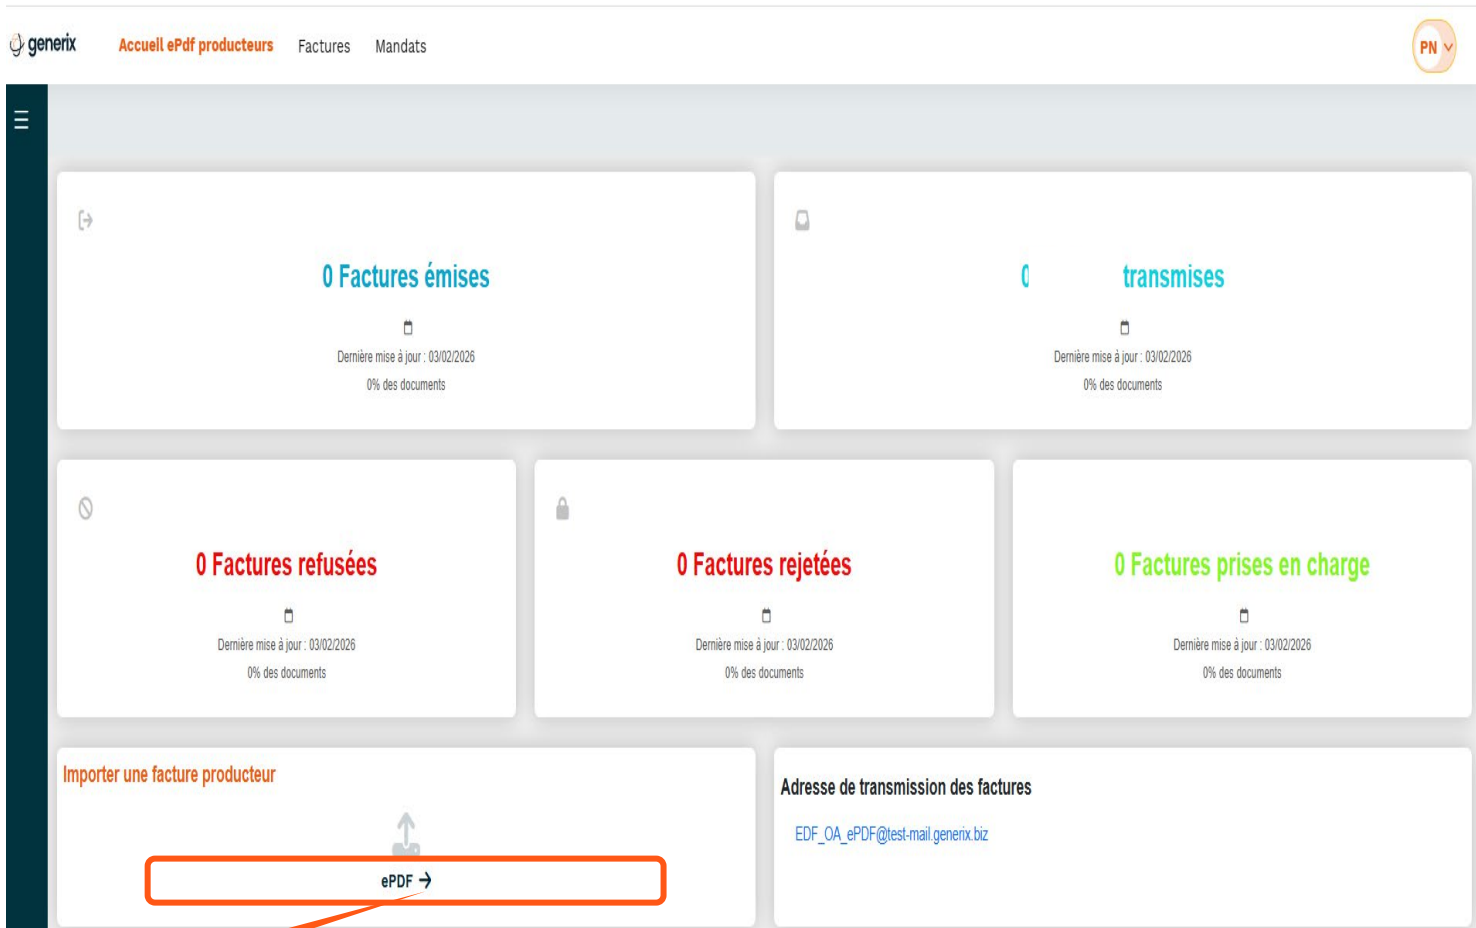 generix Accueil ePdf producteurs Factures Mandats PN
0 Factures émises
Dernière mise à jour : 03/02/2026
0% des documents
0 transmises
Dernière mise à jour : 03/02/2026
0% des documents
0 Factures refusées
Dernière mise à jour : 03/02/2026
0% des documents
0 Factures rejetées
Dernière mise à jour : 03/02/2026
0% des documents
0 Factures prises en charge
Dernière mise à jour : 03/02/2026
0% des documents
Importer une facture producteur
ePDF →
Adresse de transmission des factures
EDF_OA_ePDF@test-mail.generix.biz